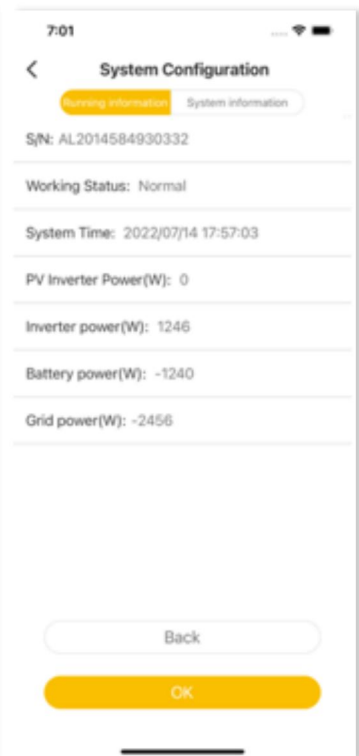 7:01
System Configuration
Running information System information
S/N: AL2014584930332
Working Status: Normal
System Time: 2022/07/14 17:57:03
PV Inverter Power(W): 0
Inverter power(W): 1246
Battery power(W): -1240
Grid power(W): -2456
Back
OK